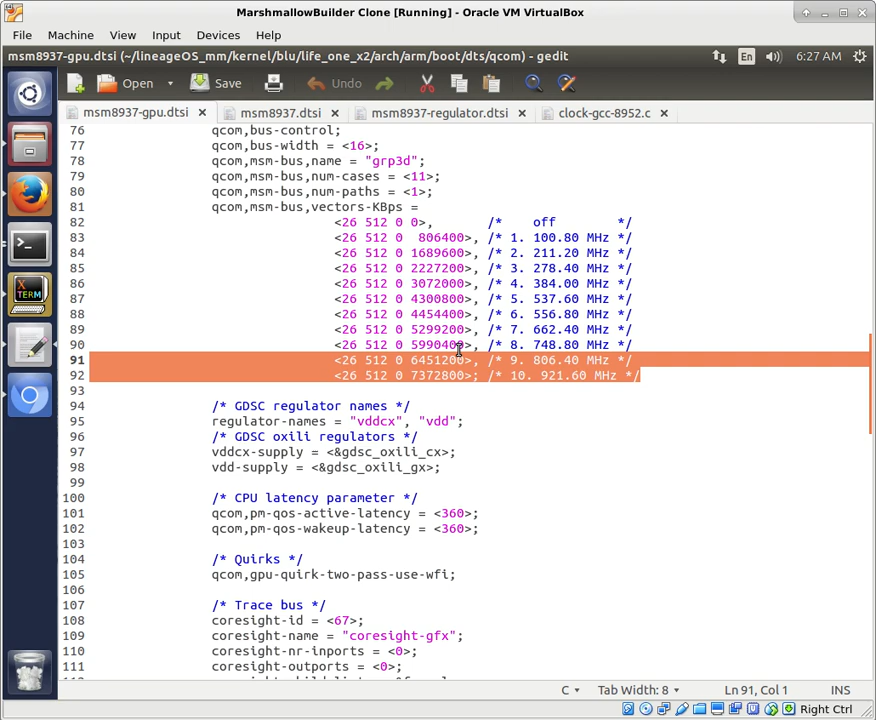 MarshmallowBuilder Clone [Running] - Oracle VM VirtualBox
File Machine View Input Devices Help
msm8937-gpu.dtsi (~/lineageOS_mm/kernel/blu/life_one_x2/arch/arm/boot/dts/qcom) - gedit En 6:27 AM
Open Save Undo
msm8937-gpu.dtsi msm8937.dtsi msm8937-regulator.dtsi clock-gcc-8952.c
76 qcom,bus-control;
77 qcom,bus-width = <16>;
78 qcom,msm-bus,name = "grp3d";
79 qcom,msm-bus,num-cases = <11>;
80 qcom,msm-bus,num-paths = <1>;
81 qcom,msm-bus,vectors-KBps =
82 <26 512 0 0>, /* off */
83 <26 512 0 806400>, /* 1. 100.80 MHz */
84 <26 512 0 1689600>, /* 2. 211.20 MHz */
85 <26 512 0 2227200>, /* 3. 278.40 MHz */
86 <26 512 0 3072000>, /* 4. 384.00 MHz */
87 <26 512 0 4300800>, /* 5. 537.60 MHz */
88 <26 512 0 4454400>, /* 6. 556.80 MHz */
89 <26 512 0 5299200>, /* 7. 662.40 MHz */
90 <26 512 0 5990400>, /* 8. 748.80 MHz */
91 <26 512 0 6451200>, /* 9. 806.40 MHz */
92 <26 512 0 7372800>; /* 10. 921.60 MHz */
93
94 /* GDSC regulator names */
95 regulator-names = "vddcx", "vdd";
96 /* GDSC oxili regulators */
97 vddcx-supply = <&gdsc_oxili_cx>;
98 vdd-supply = <&gdsc_oxili_gx>;
99
100 /* CPU latency parameter */
101 qcom,pm-qos-active-latency = <360>;
102 qcom,pm-qos-wakeup-latency = <360>;
103
104 /* Quirks */
105 qcom,gpu-quirk-two-pass-use-wfi;
106
107 /* Trace bus */
108 coresight-id = <67>;
109 coresight-name = "coresight-gfx";
110 coresight-nr-inports = <0>;
111 coresight-outports = <0>;
C Tab Width: 8 Ln 91, Col 1 INS
Right Ctrl